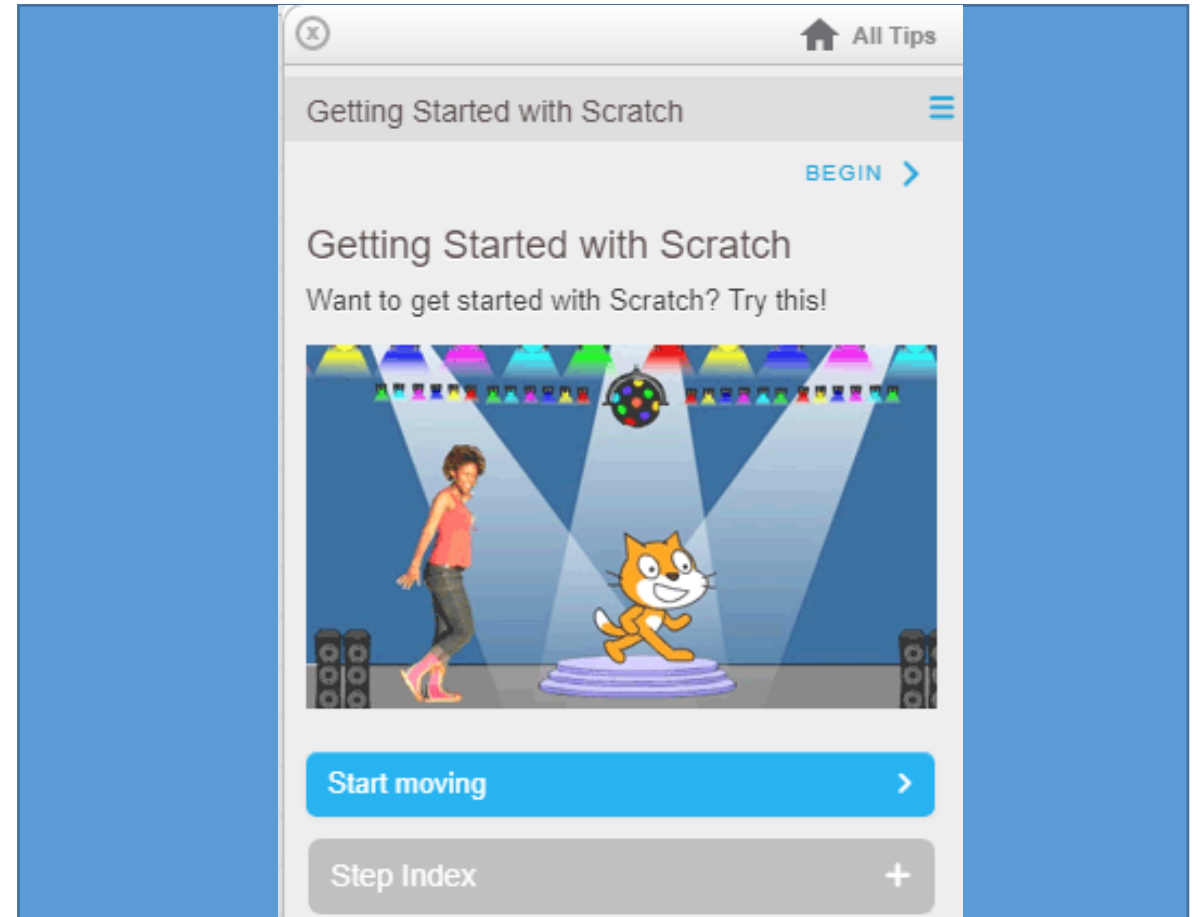 All Tips
Getting Started with Scratch
BEGIN
Getting Started with Scratch
Want to get started with Scratch? Try this!
Start moving
Step Index